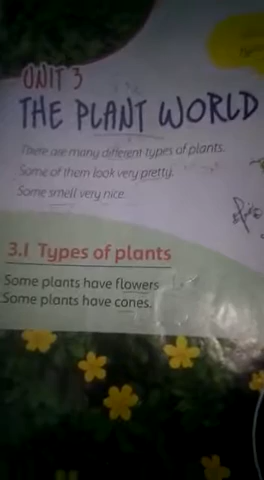 UNIT 3
THE PLANT WORLD
There are many different types of plants.
Some of them look very pretty.
Some smell very nice.
3.1 Types of plants
Some plants have flowers
Some plants have cones.